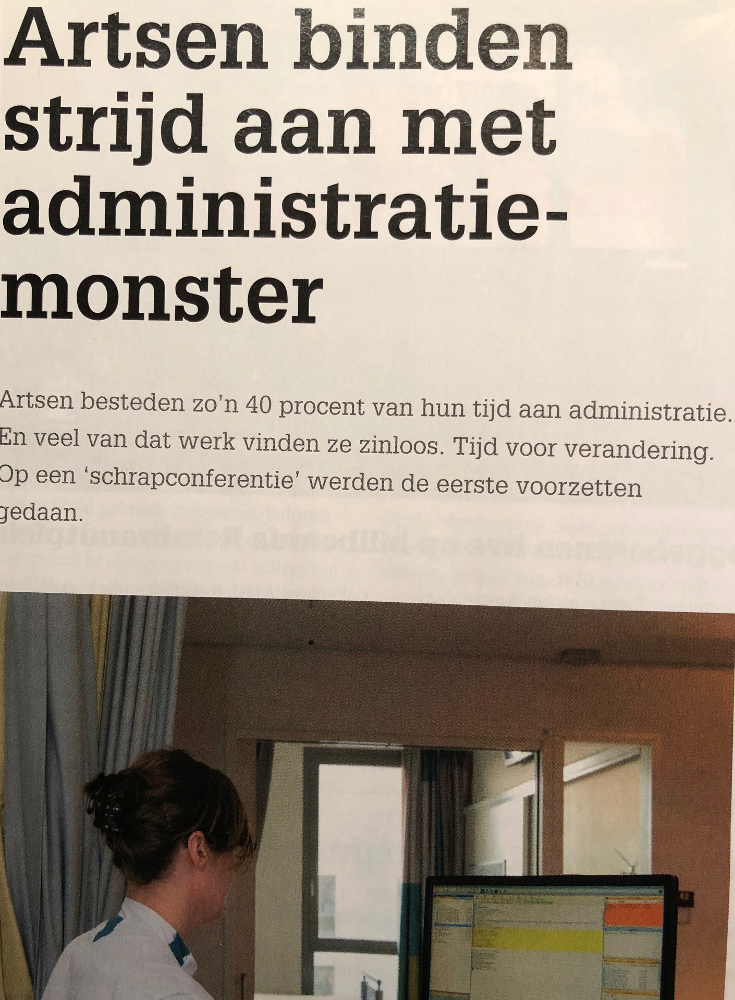 Artsen binden
strijd aan met
administratie-
monster
Artsen besteden zo'n 40 procent van hun tijd aan administratie.
En veel van dat werk vinden ze zinloos. Tijd voor verandering.
Op een ‘schrapconferentie’ werden de eerste voorzetten
gedaan.